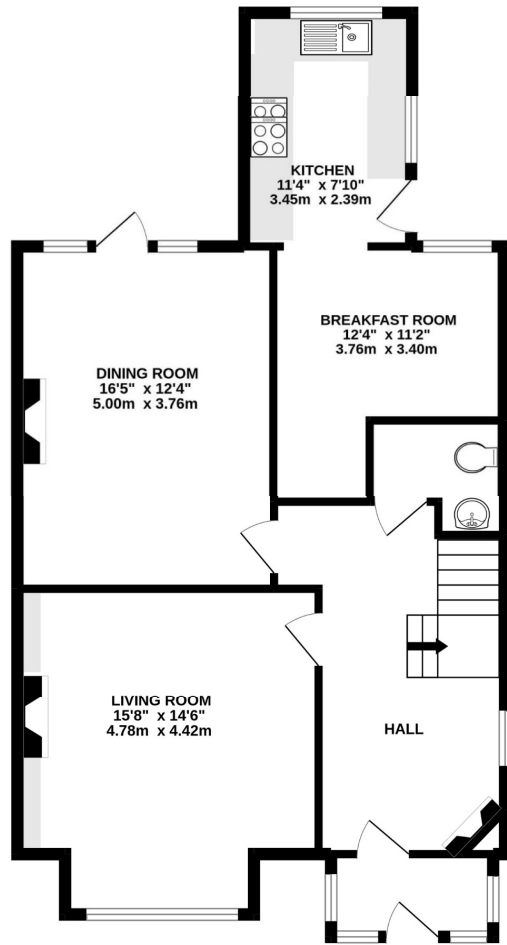 KITCHEN
11'4" x 7'10"
3.45m x 2.39m
BREAKFAST ROOM
12'4" x 11'2"
3.76m x 3.40m
DINING ROOM
16'5" x 12'4"
5.00m x 3.76m
LIVING ROOM
15'8" x 14'6"
4.78m x 4.42m
HALL